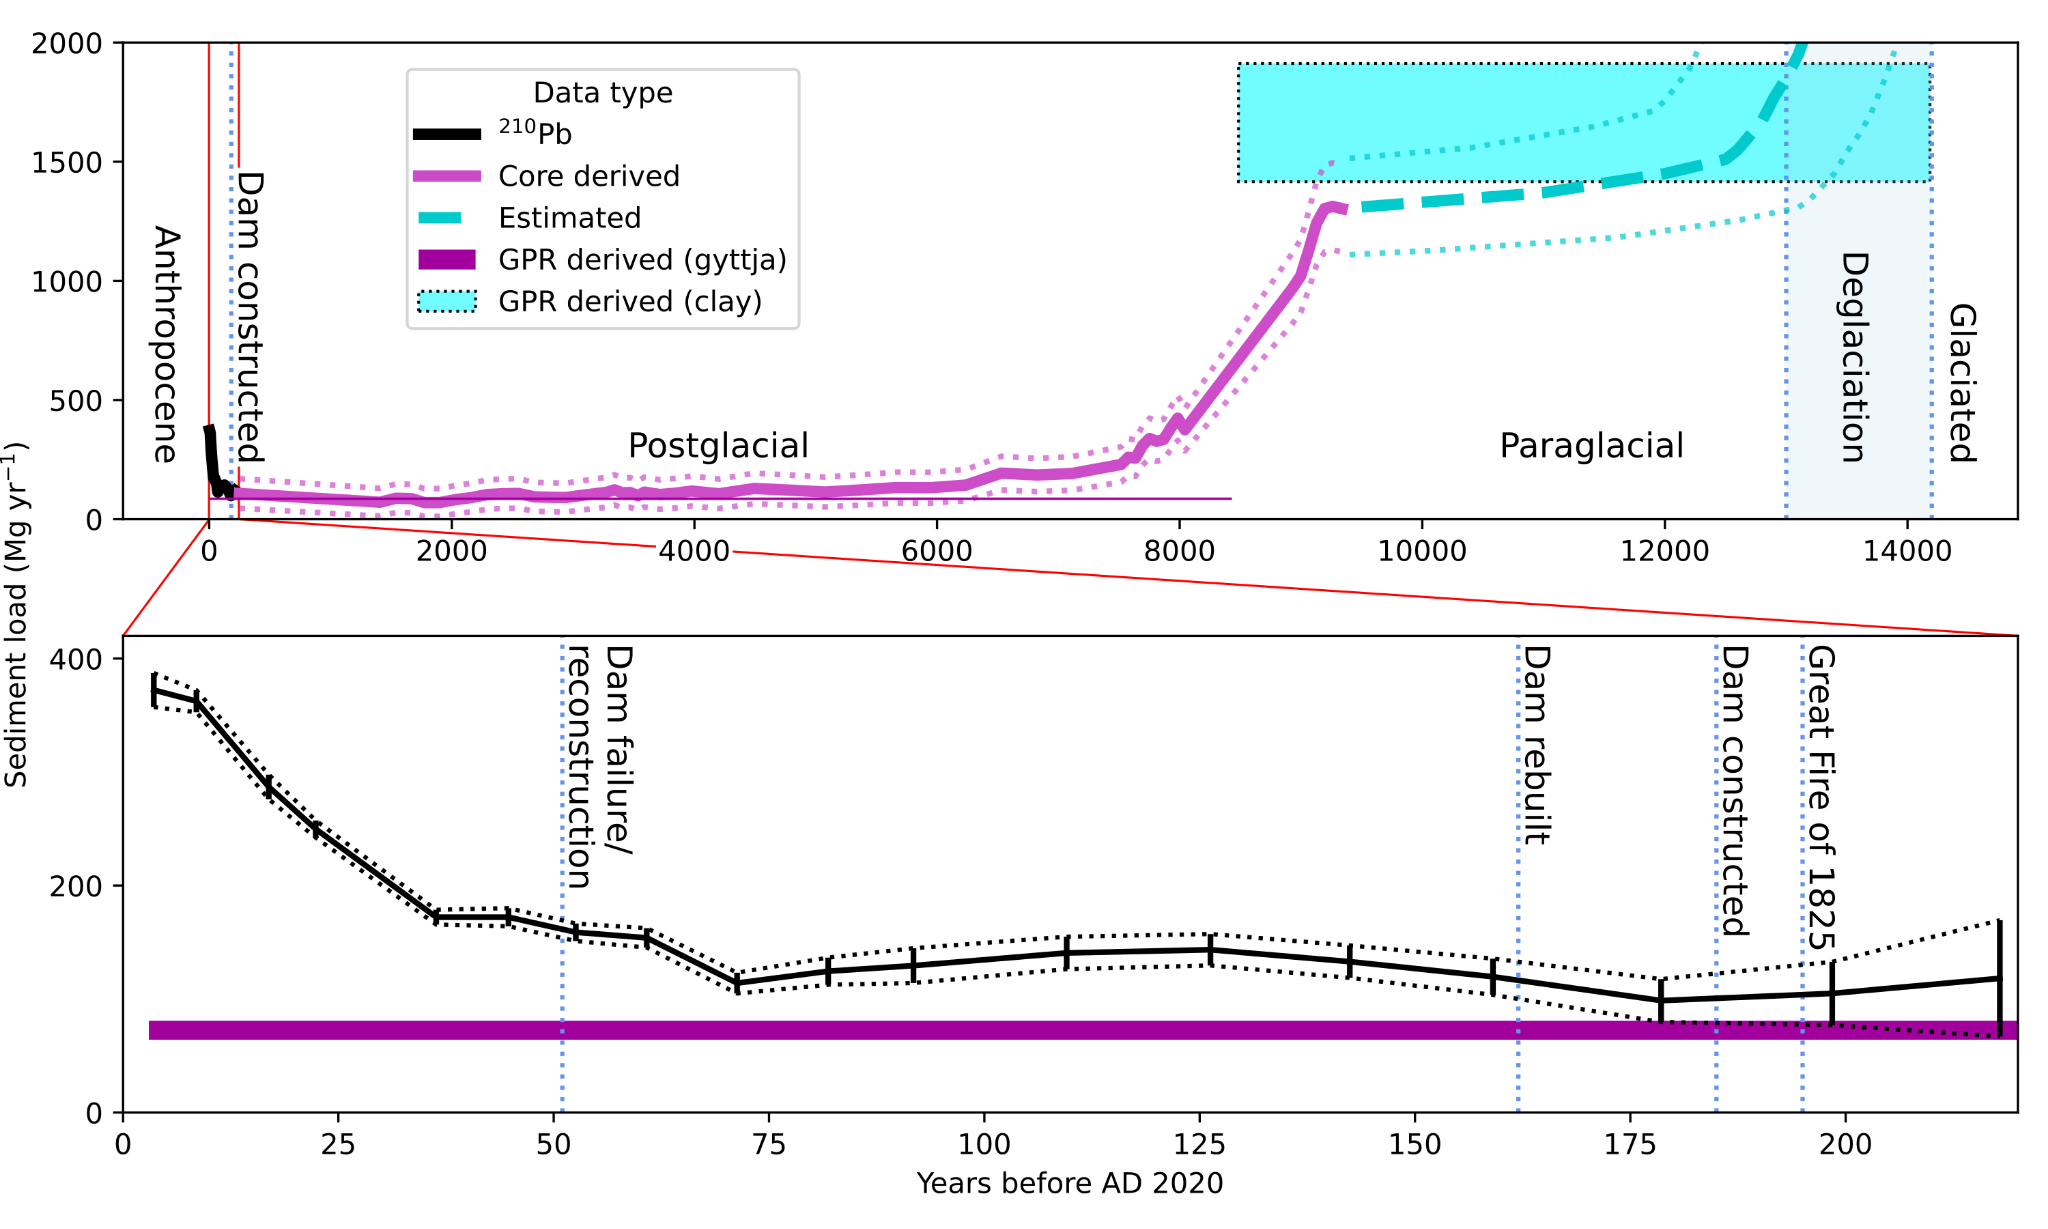 2000
1500
1000
500
0
Anthropocene
Dam constructed
Data type
²¹⁰Pb
Core derived
Estimated
GPR derived (gyttja)
GPR derived (clay)
Postglacial
Paraglacial
Deglaciation
Glaciated
0 2000 4000 6000 8000 10000 12000 14000
Sediment load (Mg yr⁻¹)
400
200
0
Dam failure/
reconstruction
Dam rebuilt
Dam constructed
Great Fire of 1825
0 25 50 75 100 125 150 175 200
Years before AD 2020